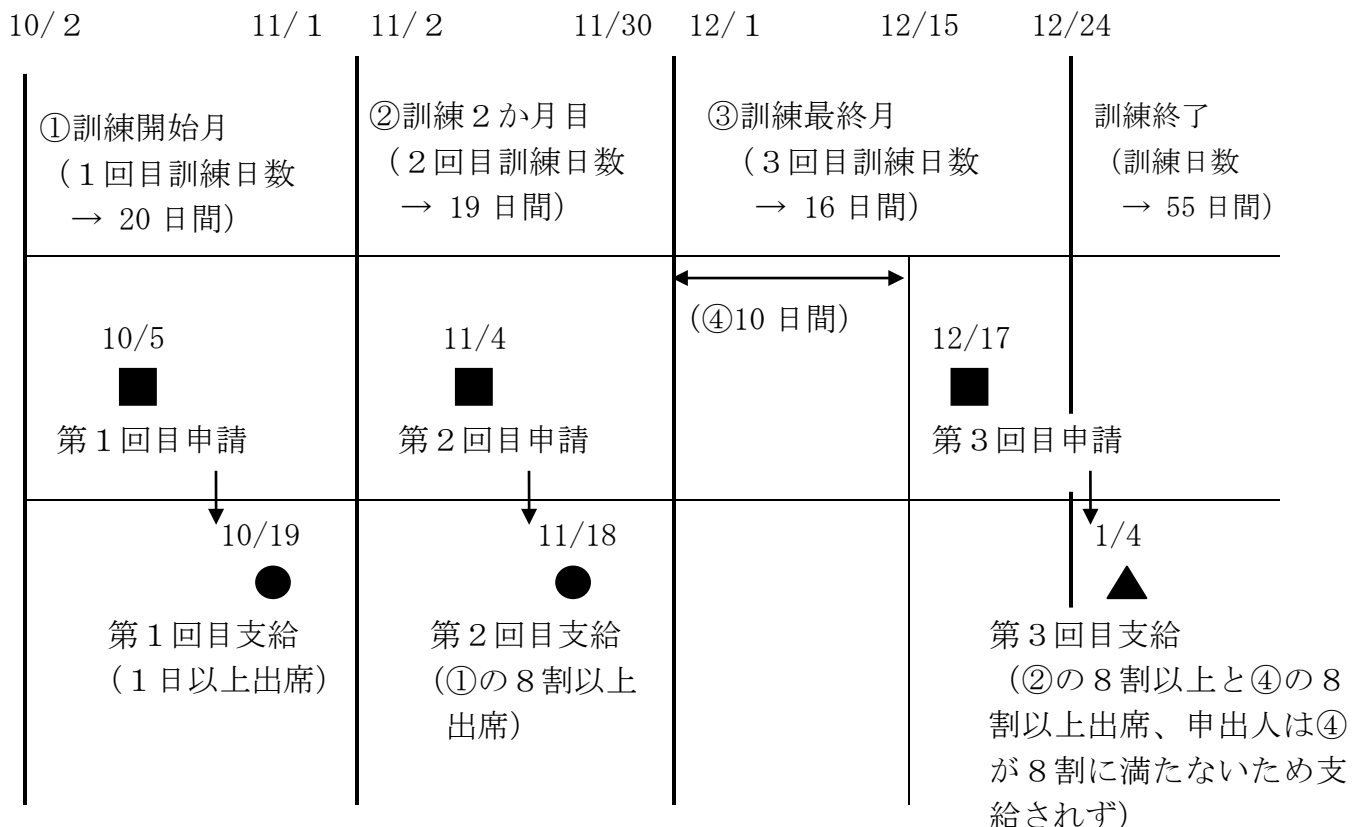 10/２ 11/１ 11/２ 11/30 12/１ 12/15 12/24
①訓練開始月
（１回目訓練日数
→ 20 日間）
②訓練２か月目
（２回目訓練日数
→ 19 日間）
③訓練最終月
（３回目訓練日数
→ 16 日間）
訓練終了
（訓練日数
→ 55 日間）
（④10 日間）
10/5
第１回目申請
11/4
第２回目申請
12/17
第３回目申請
10/19
第１回目支給
（１日以上出席）
11/18
第２回目支給
（①の８割以上
出席）
1/4
第３回目支給
（②の８割以上と④の８
割以上出席、申出人は④
が８割に満たないため支
給されず）